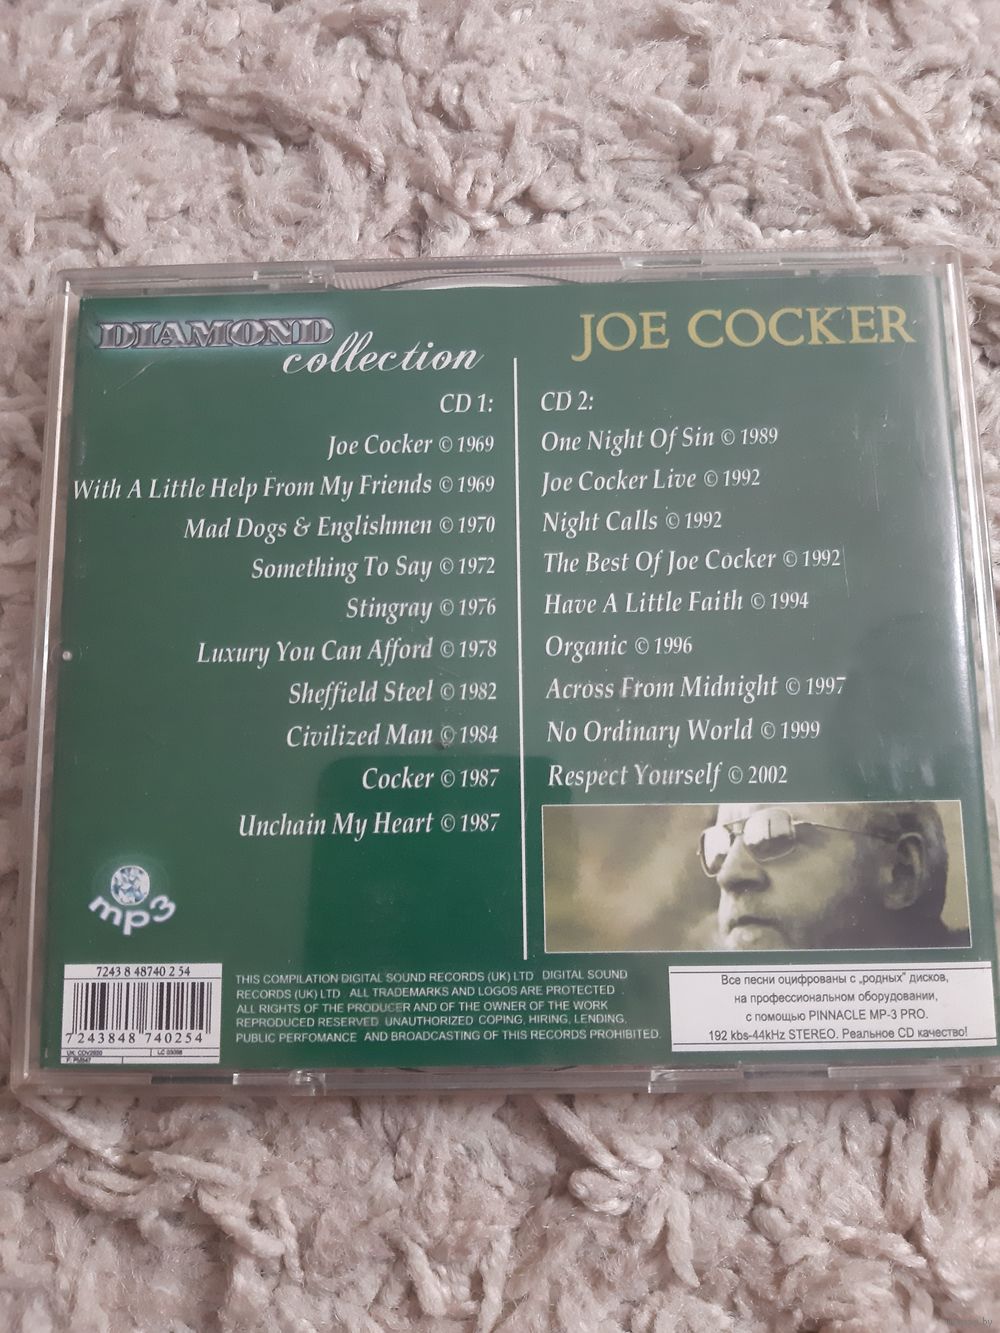 DIAMOND
collection
JOE COCKER
CD 1:
Joe Cocker © 1969
With A Little Help From My Friends © 1969
Mad Dogs & Englishmen © 1970
Something To Say © 1972
Stingray © 1976
Luxury You Can Afford © 1978
Sheffield Steel © 1982
Civilized Man © 1984
Cocker © 1987
Unchain My Heart © 1987
CD 2:
One Night Of Sin © 1989
Joe Cocker Live © 1992
Night Calls © 1992
The Best Of Joe Cocker © 1992
Have A Little Faith © 1994
Organic © 1996
Across From Midnight © 1997
No Ordinary World © 1999
Respect Yourself © 2002
mp3
7243 8 48740 2 54
7243848 740254
THIS COMPILATION DIGITAL SOUND RECORDS (UK) LTD DIGITAL SOUND
RECORDS (UK) LTD ALL TRADEMARKS AND LOGOS ARE PROTECTED
ALL RIGHTS OF THE PRODUCER AND OF THE OWNER OF THE WORK
REPRODUCED RESERVED UNAUTHORIZED COPING, HIRING, LENDING,
PUBLIC PERFOMANCE AND BROADCASTING OF THIS RECORDS PROHIBITED.
Все песни оцифрованы с „родных" дисков,
на профессиональном оборудовании,
с помощью PINNACLE MP-3 PRO.
192 kbs-44kHz STEREO. Реальное CD качество!